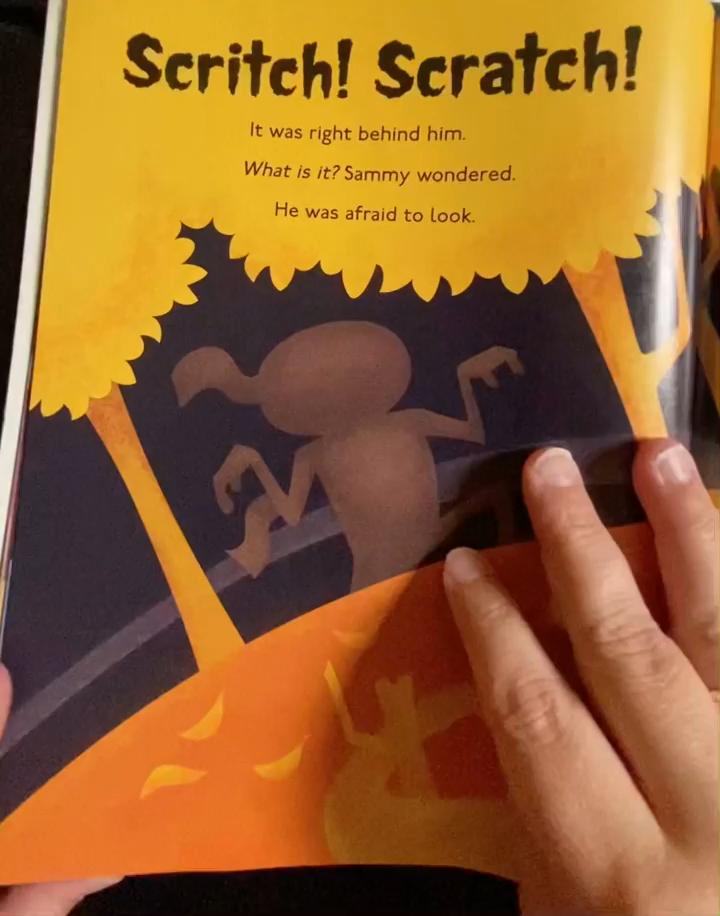 Scritch! Scratch!
It was right behind him.
What is it? Sammy wondered.
He was afraid to look.